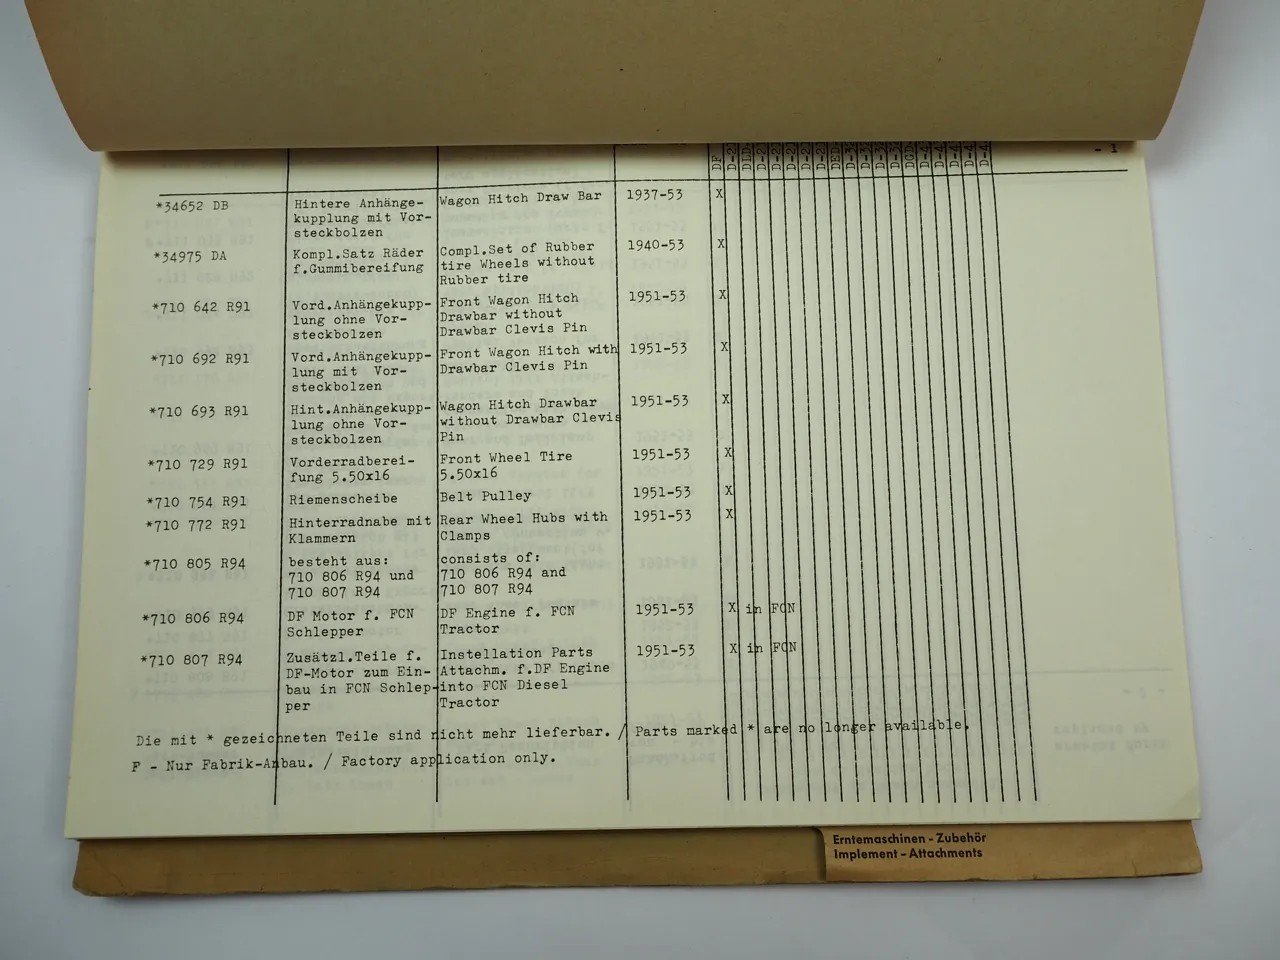 - 1
DF
*34652 DB Hintere Anhänge- Wagon Hitch Draw Bar 1937-53 X
kupplung mit Vor-
steckbolzen
*34975 DA Kompl.Satz Räder Compl.Set of Rubber 1940-53 X
f.Gummibereifung tire Wheels without
Rubber tire
*710 642 R91 Vord.Anhängekupp- Front Wagon Hitch 1951-53 X
lung ohne Vor- Drawbar without
steckbolzen Drawbar Clevis Pin
*710 692 R91 Vord.Anhängekupp- Front Wagon Hitch with 1951-53 X
lung mit Vor- Drawbar Clevis Pin
steckbolzen
*710 693 R91 Hint.Anhängekupp- Wagon Hitch Drawbar 1951-53 X
lung ohne Vor- without Drawbar Clevis
steckbolzen Pin
*710 729 R91 Vorderradberei- Front Wheel Tire 1951-53 X
fung 5.50x16 5.50x16
*710 754 R91 Riemenscheibe Belt Pulley 1951-53 X
*710 772 R91 Hinterradnabe mit Rear Wheel Hubs with 1951-53 X
Klammern Clamps
*710 805 R94 besteht aus: consists of:
710 806 R94 und 710 806 R94 and
710 807 R94 710 807 R94
*710 806 R94 DF Motor f. FCN DF Engine f. FCN 1951-53 X in FCN
Schlepper Tractor
*710 807 R94 Zusätzl.Teile f. Instellation Parts 1951-53 X in FCN
DF-Motor zum Ein- Attachm. f.DF Engine
bau in FCN Schlep- into FCN Diesel
per Tractor
Die mit * gezeichneten Teile sind nicht mehr lieferbar. / Parts marked * are no longer available.
F - Nur Fabrik-Anbau. / Factory application only.
Erntemaschinen - Zubehör
Implement - Attachments